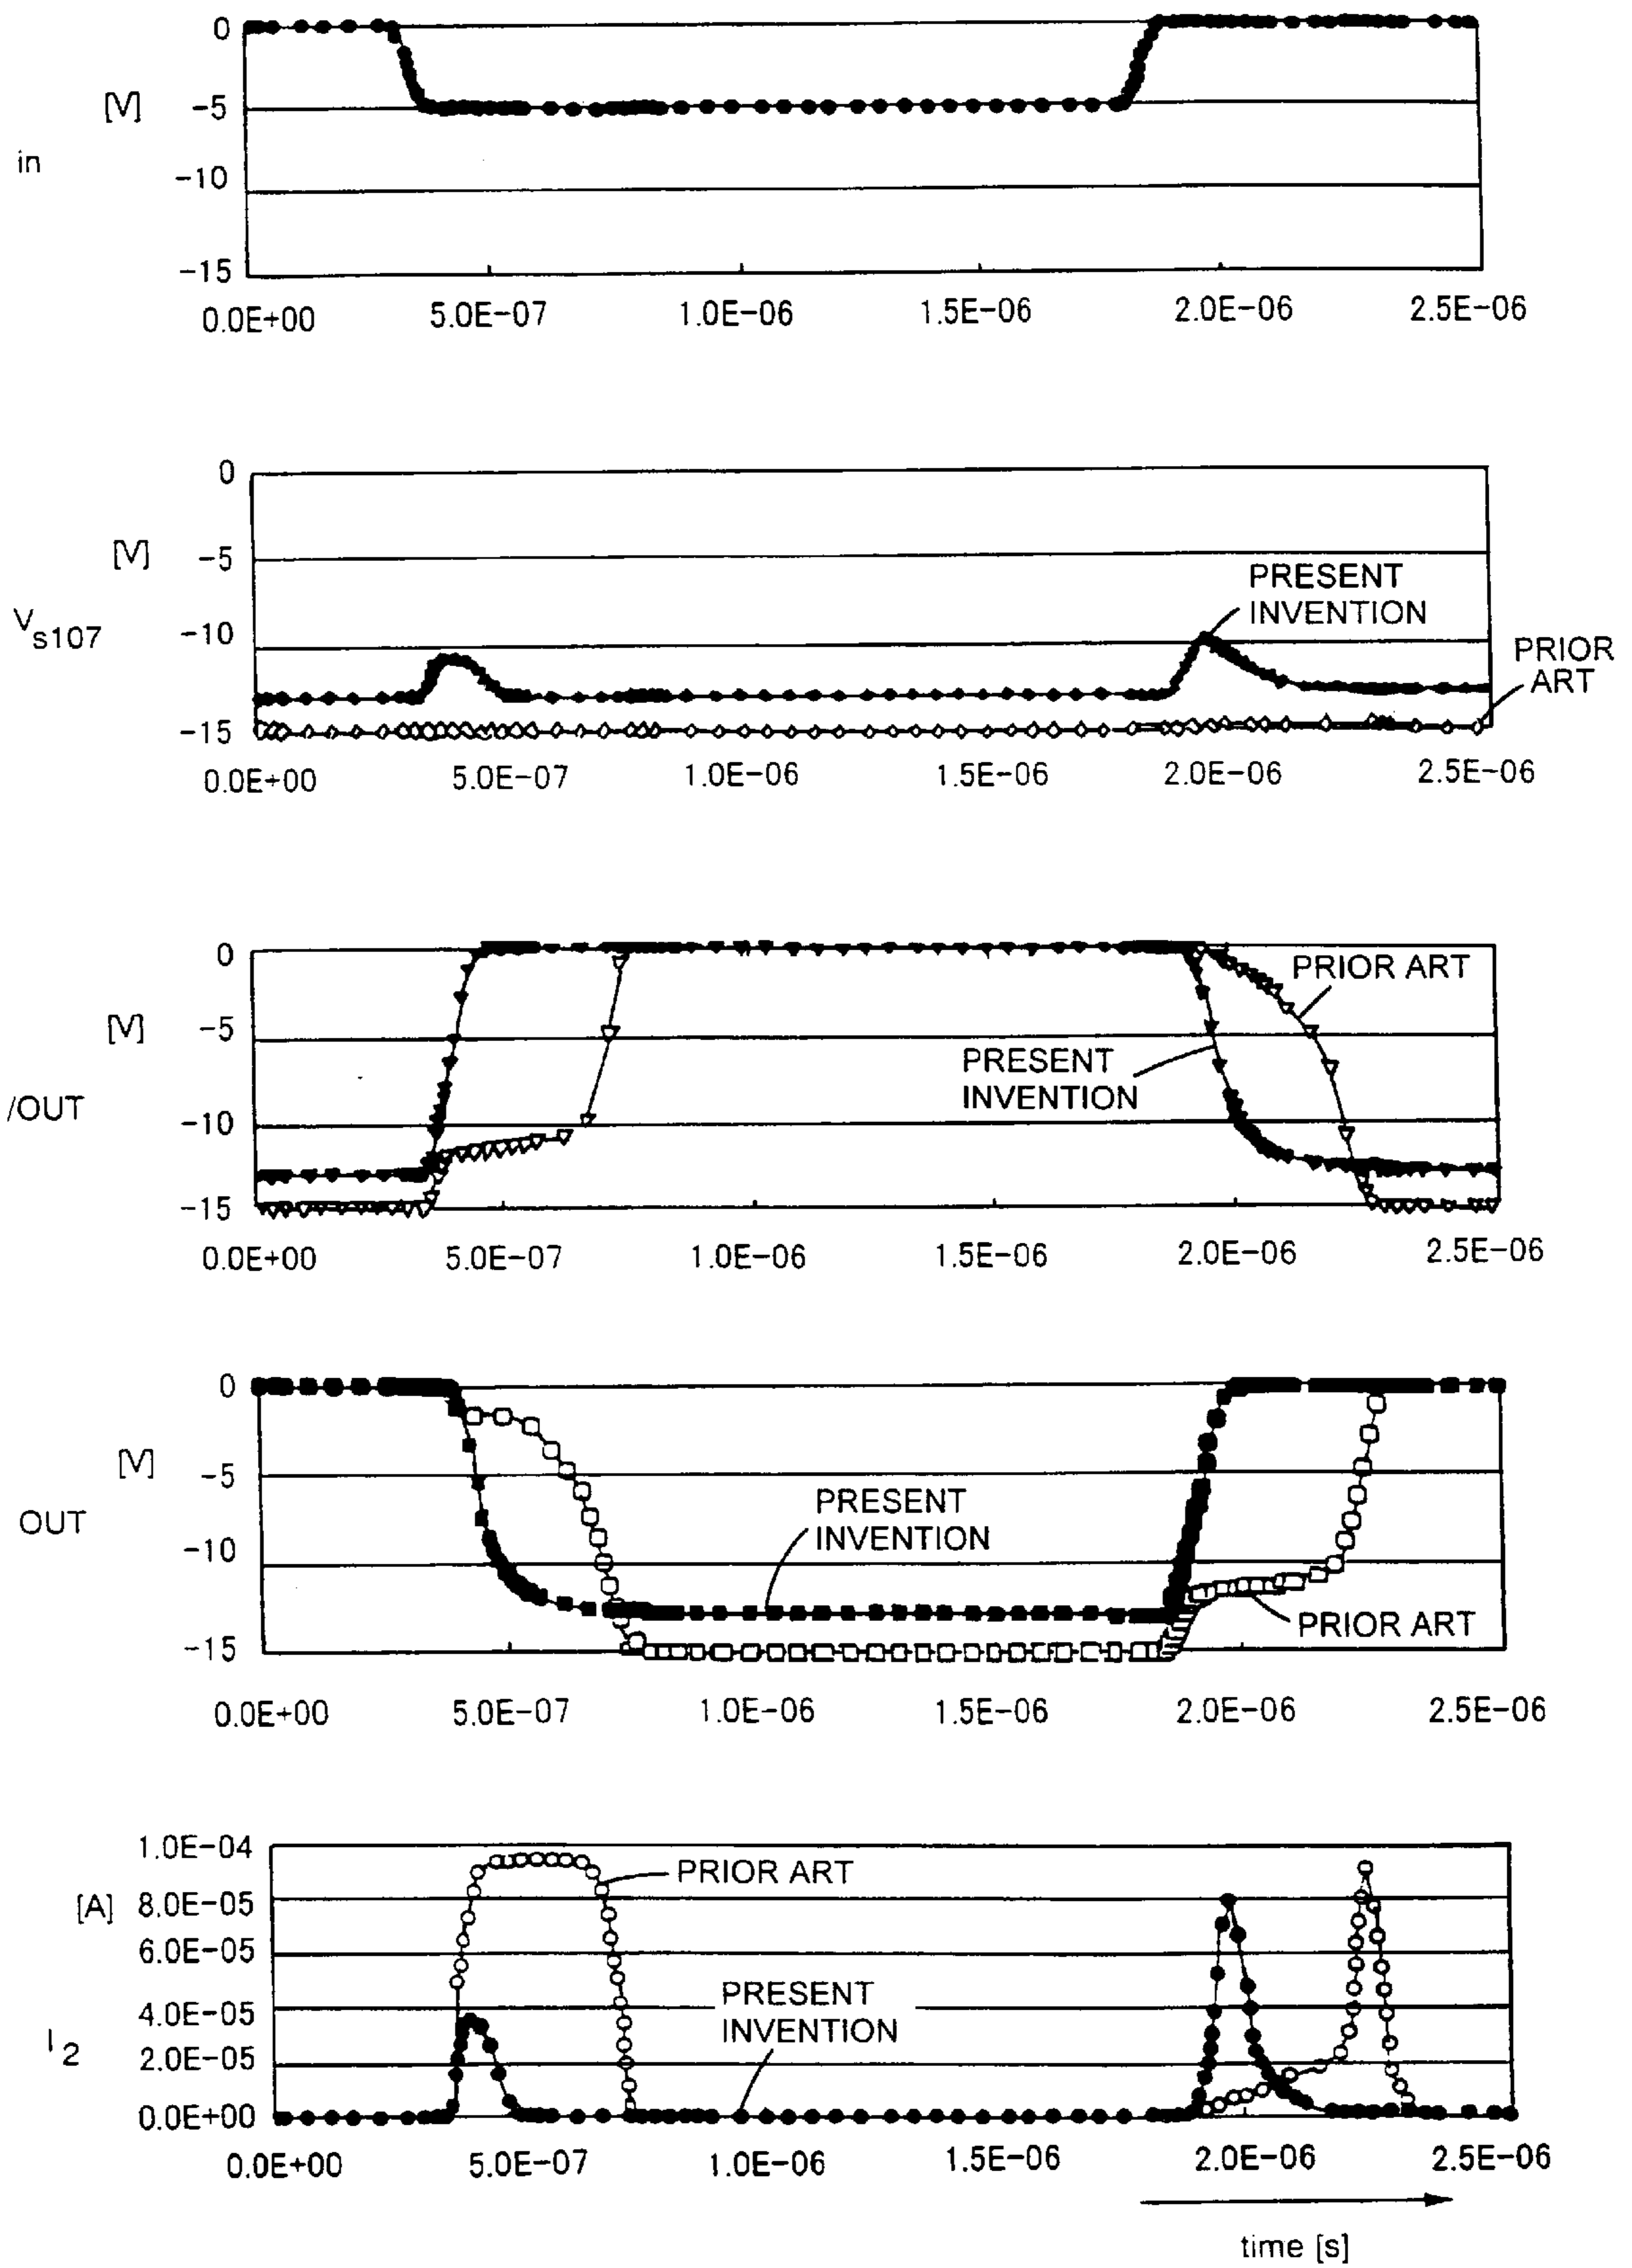 0
[V]
-5
in
-10
-15
0.0E+00 5.0E-07 1.0E-06 1.5E-06 2.0E-06 2.5E-06
0
[V]
-5
PRESENT
INVENTION
Vs107
-10
PRIOR
ART
-15
0.0E+00 5.0E-07 1.0E-06 1.5E-06 2.0E-06 2.5E-06
0
PRIOR ART
[V]
-5
PRESENT
INVENTION
/OUT
-10
-15
0.0E+00 5.0E-07 1.0E-06 1.5E-06 2.0E-06 2.5E-06
0
[V]
-5
PRESENT
INVENTION
OUT
-10
PRIOR ART
-15
0.0E+00 5.0E-07 1.0E-06 1.5E-06 2.0E-06 2.5E-06
1.0E-04
PRIOR ART
[A] 8.0E-05
6.0E-05
PRESENT
4.0E-05
INVENTION
I2
2.0E-05
0.0E+00
0.0E+00 5.0E-07 1.0E-06 1.5E-06 2.0E-06 2.5E-06
time [s]